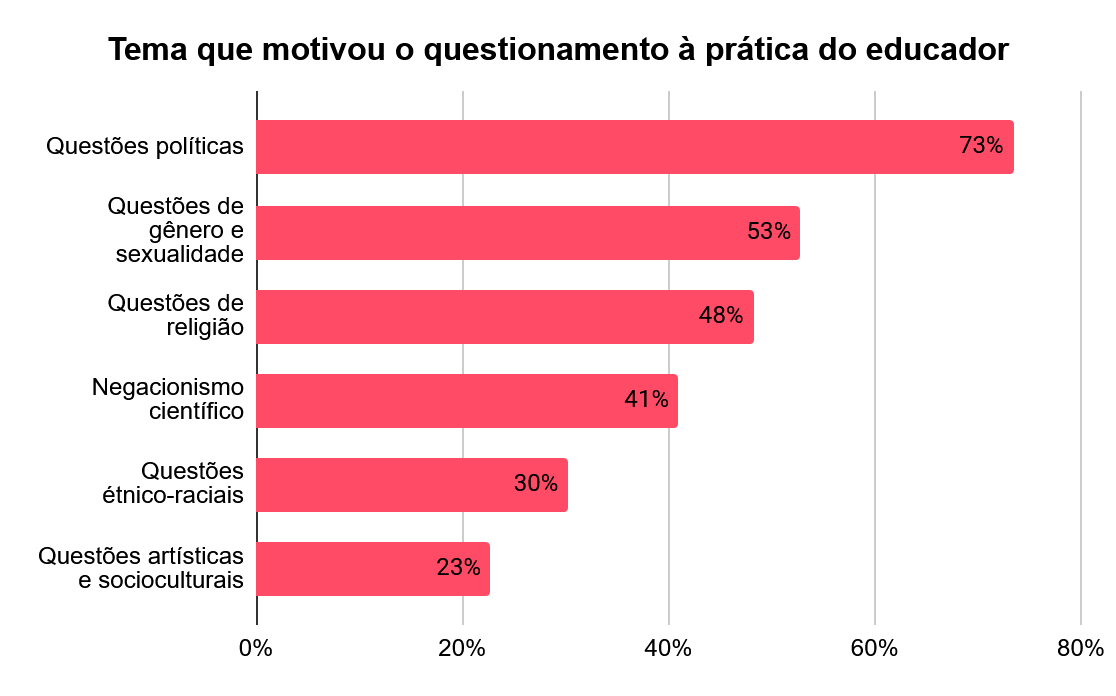 Tema que motivou o questionamento à prática do educador
Questões políticas
73%
Questões de
gênero e
sexualidade
53%
Questões de
religião
48%
Negacionismo
científico
41%
Questões
étnico-raciais
30%
Questões artísticas
e socioculturais
23%
0%
20%
40%
60%
80%